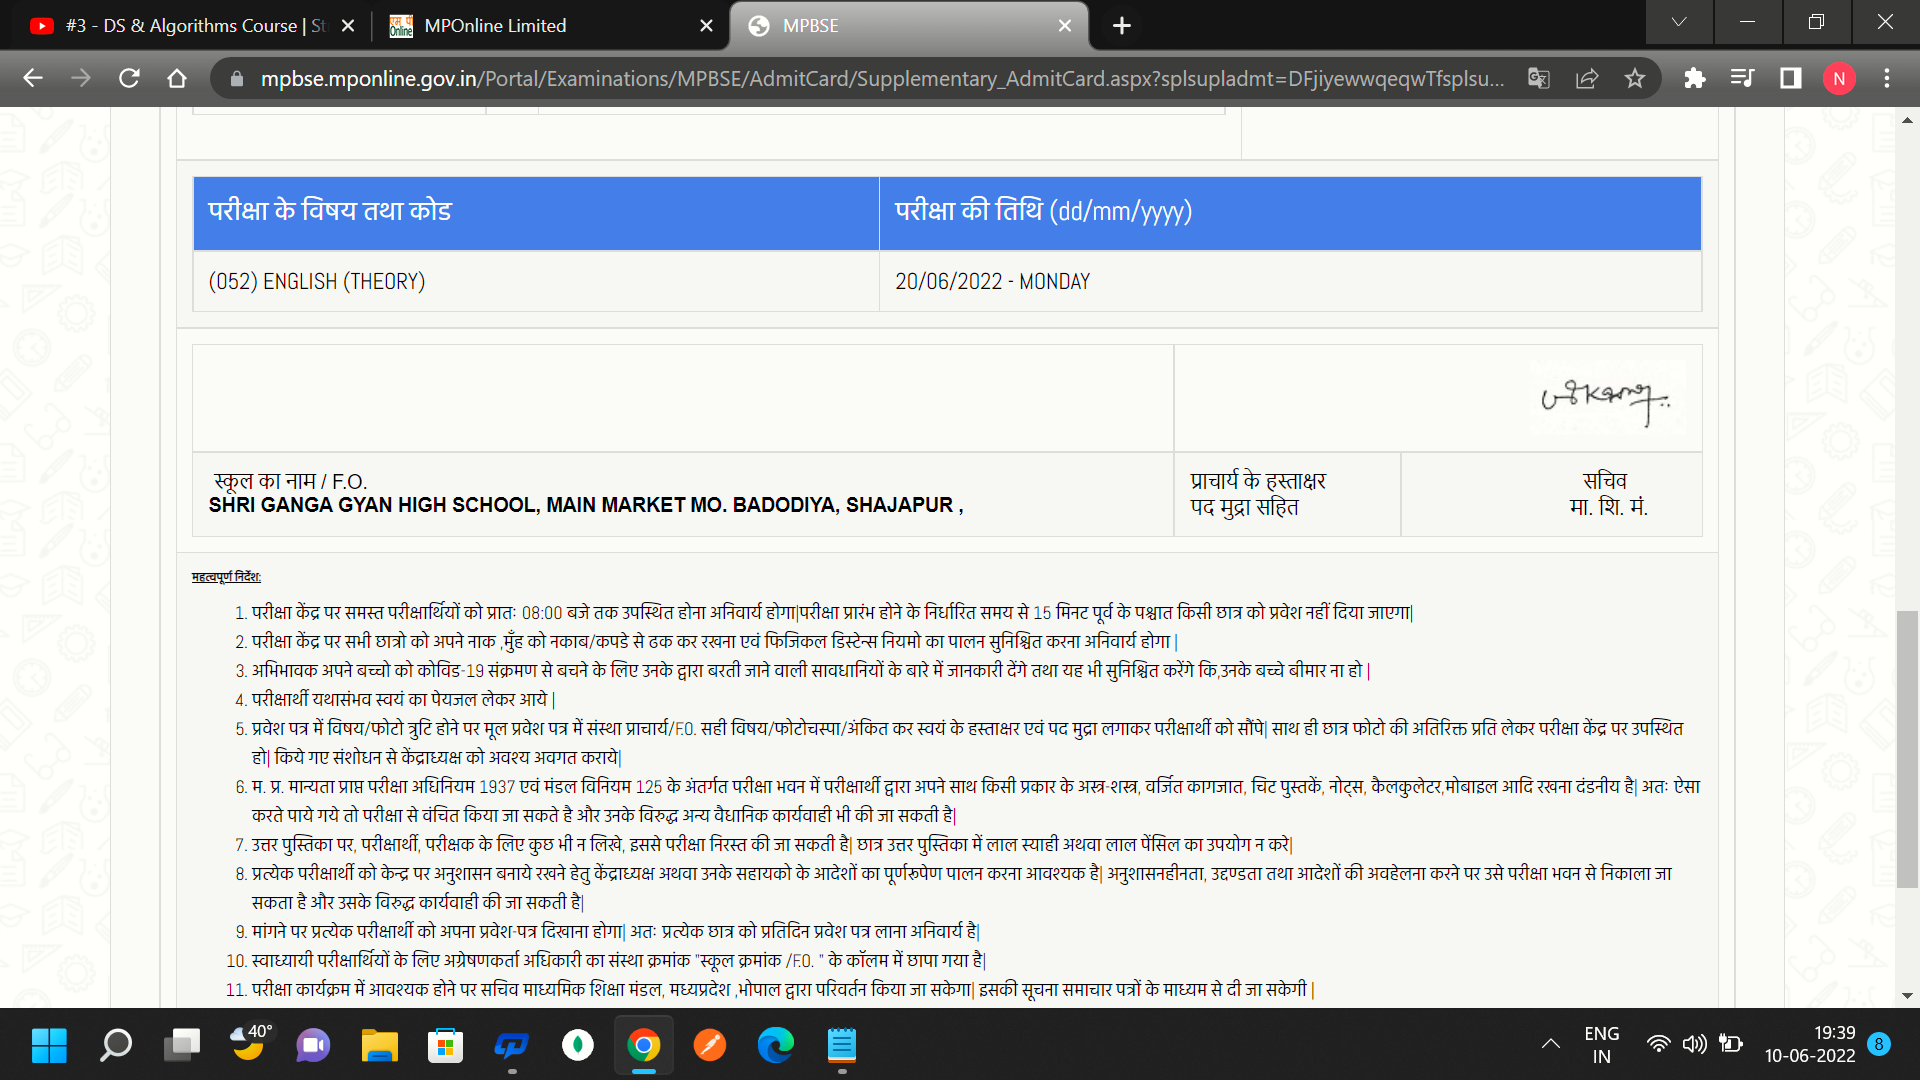 #3 - DS & Algorithms Course | St
MPOnline Limited
MPBSE
mpbse.mponline.gov.in/Portal/Examinations/MPBSE/AdmitCard/Supplementary_AdmitCard.aspx?splsupladmt=DFjiyewwqeqwTfsplsu...
N
परीक्षा के विषय तथा कोड
परीक्षा की तिथि (dd/mm/yyyy)
(052) ENGLISH (THEORY)
20/06/2022 - MONDAY
स्कूल का नाम / F.O.
SHRI GANGA GYAN HIGH SCHOOL, MAIN MARKET MO. BADODIYA, SHAJAPUR ,
प्राचार्य के हस्ताक्षर
पद मुद्रा सहित
सचिव
मा. शि. मं.
महत्वपूर्ण निर्देश:
1. परीक्षा केंद्र पर समस्त परीक्षार्थियों को प्रातः 08:00 बजे तक उपस्थित होना अनिवार्य होगा|परीक्षा प्रारंभ होने के निर्धारित समय से 15 मिनट पूर्व के पश्चात किसी छात्र को प्रवेश नहीं दिया जाएगा|
2. परीक्षा केंद्र पर सभी छात्रो को अपने नाक ,मुँह को नकाब/कपडे से ढक कर रखना एवं फिजिकल डिस्टेन्स नियमो का पालन सुनिश्चित करना अनिवार्य होगा |
3. अभिभावक अपने बच्चो को कोविड-19 संक्रमण से बचने के लिए उनके द्वारा बरती जाने वाली सावधानियों के बारे में जानकारी देंगे तथा यह भी सुनिश्चित करेंगे कि,उनके बच्चे बीमार ना हो |
4. परीक्षार्थी यथासंभव स्वयं का पेयजल लेकर आये |
5. प्रवेश पत्र में विषय/फोटो त्रुटि होने पर मूल प्रवेश पत्र में संस्था प्राचार्य/F.O. सही विषय/फोटोचस्पा/अंकित कर स्वयं के हस्ताक्षर एवं पद मुद्रा लगाकर परीक्षार्थी को सौंपे| साथ ही छात्र फोटो की अतिरिक्त प्रति लेकर परीक्षा केंद्र पर उपस्थित
हो| किये गए संशोधन से केंद्राध्यक्ष को अवश्य अवगत कराये|
6. म. प्र. मान्यता प्राप्त परीक्षा अधिनियम 1937 एवं मंडल विनियम 125 के अंतर्गत परीक्षा भवन में परीक्षार्थी द्वारा अपने साथ किसी प्रकार के अस्त्र-शस्त्र, वर्जित कागजात, चिट पुस्तकें, नोट्स, कैलकुलेटर,मोबाइल आदि रखना दंडनीय है| अतः ऐसा
करते पाये गये तो परीक्षा से वंचित किया जा सकते है और उनके विरुद्ध अन्य वैधानिक कार्यवाही भी की जा सकती है|
7. उत्तर पुस्तिका पर, परीक्षार्थी, परीक्षक के लिए कुछ भी न लिखे, इससे परीक्षा निरस्त की जा सकती है| छात्र उत्तर पुस्तिका में लाल स्याही अथवा लाल पेंसिल का उपयोग न करे|
8. प्रत्येक परीक्षार्थी को केन्द्र पर अनुशासन बनाये रखने हेतु केंद्राध्यक्ष अथवा उनके सहायको के आदेशों का पूर्णरूपेण पालन करना आवश्यक है| अनुशासनहीनता, उद्दण्डता तथा आदेशों की अवहेलना करने पर उसे परीक्षा भवन से निकाला जा
सकता है और उसके विरुद्ध कार्यवाही की जा सकती है|
9. मांगने पर प्रत्येक परीक्षार्थी को अपना प्रवेश-पत्र दिखाना होगा| अतः प्रत्येक छात्र को प्रतिदिन प्रवेश पत्र लाना अनिवार्य है|
10. स्वाध्यायी परीक्षार्थियों के लिए अग्रेषणकर्ता अधिकारी का संस्था क्रमांक "स्कूल क्रमांक /F.O. " के कॉलम में छापा गया है|
11. परीक्षा कार्यक्रम में आवश्यक होने पर सचिव माध्यमिक शिक्षा मंडल, मध्यप्रदेश ,भोपाल द्वारा परिवर्तन किया जा सकेगा| इसकी सूचना समाचार पत्रों के माध्यम से दी जा सकेगी |
40°
ENG
IN
19:39
10-06-2022
8